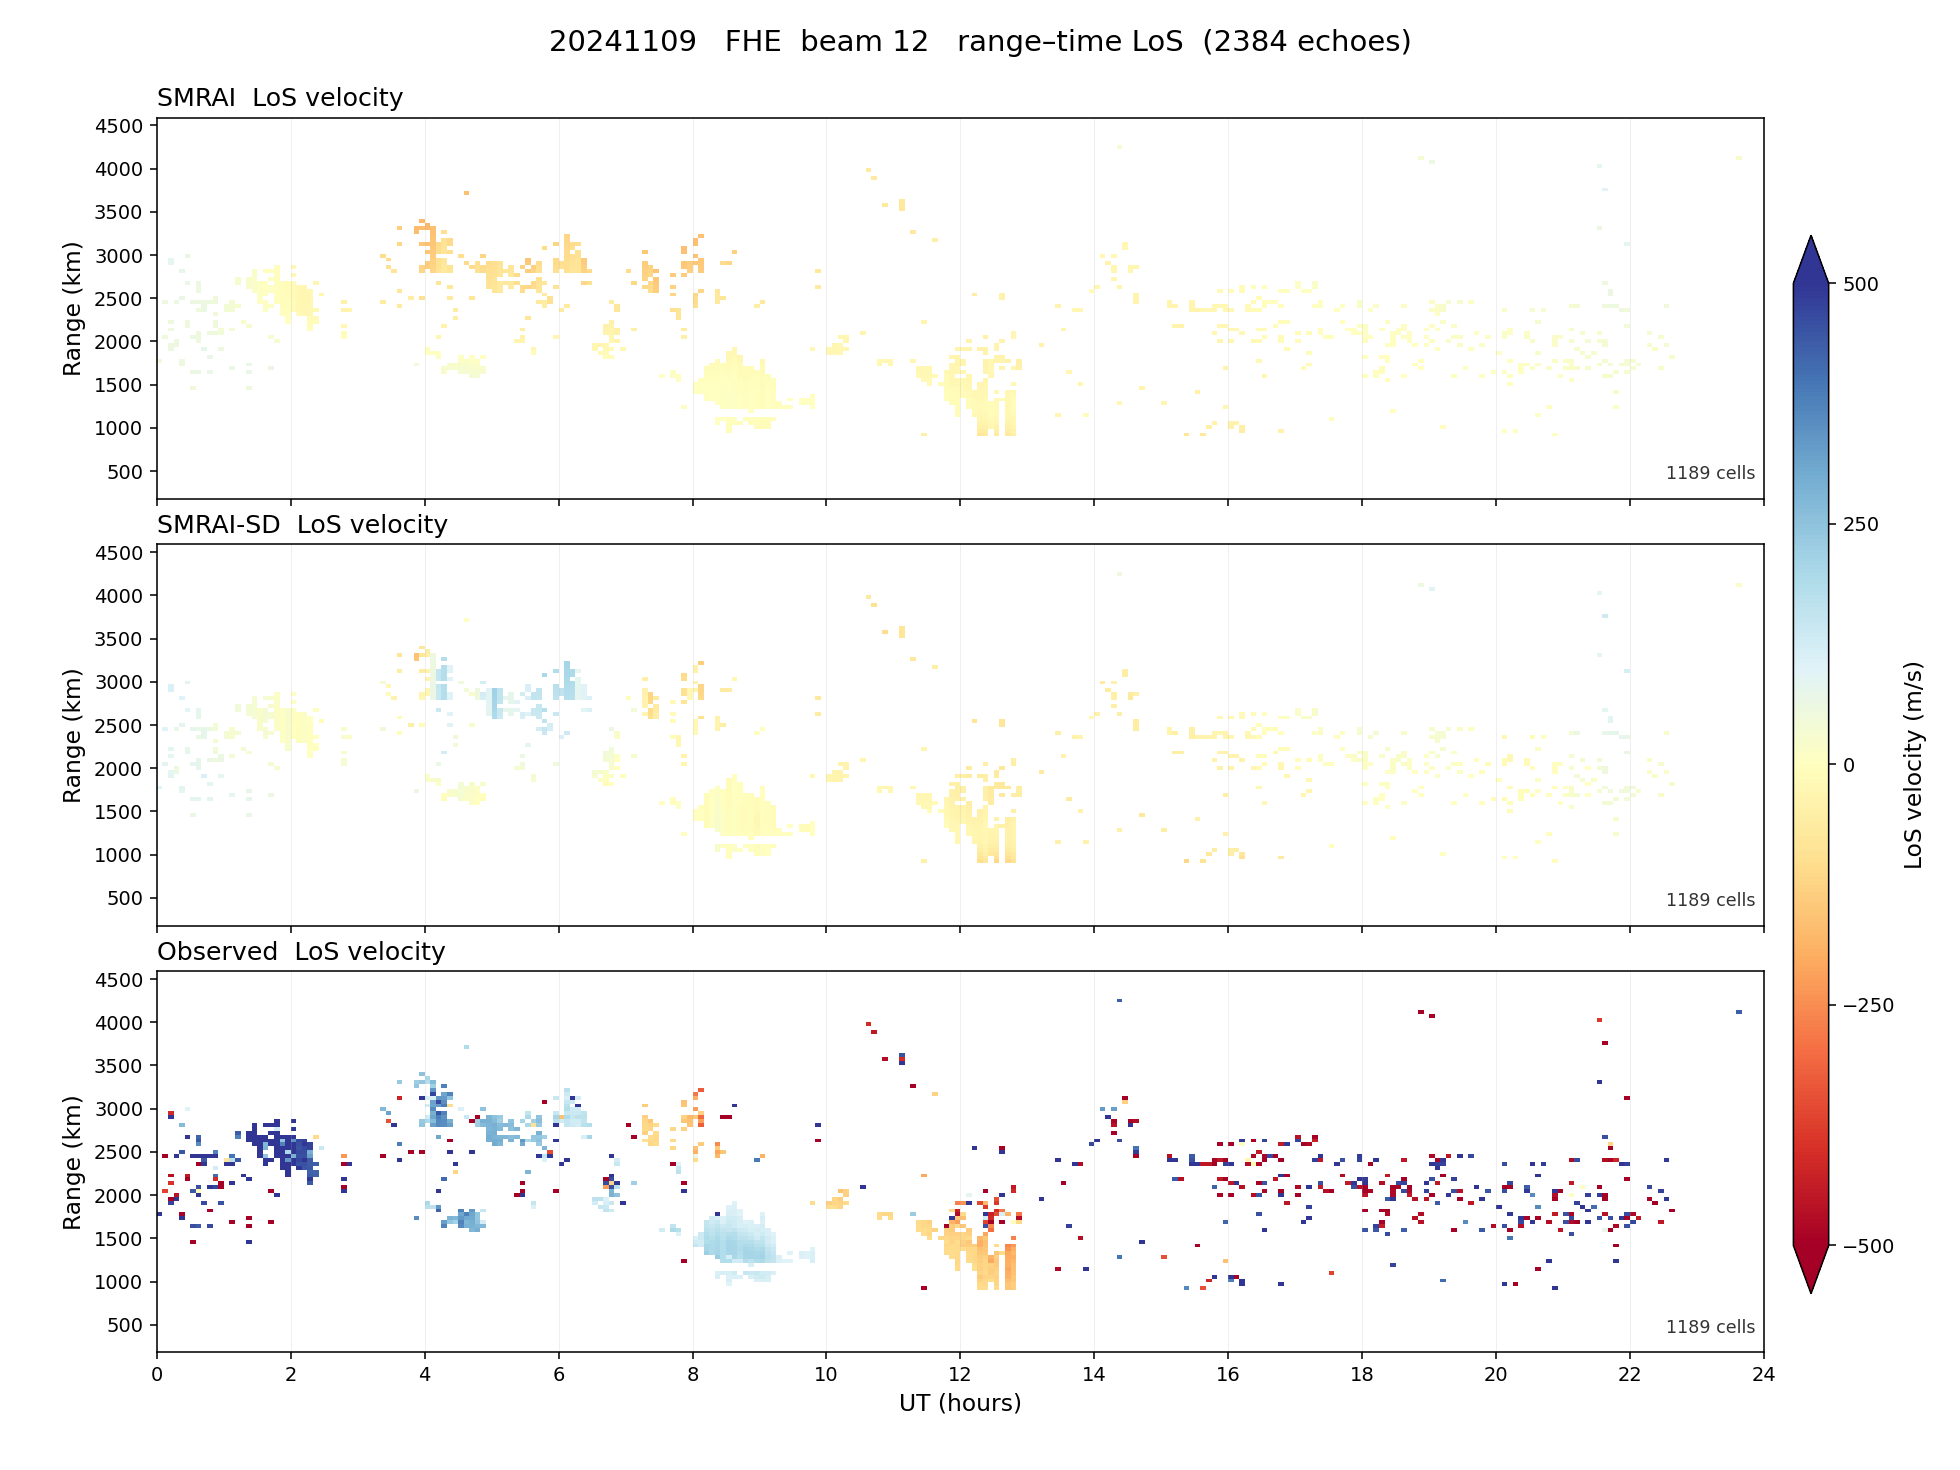 20241109   FHE  beam 12   range–time LoS  (2384 echoes)
SMRAI  LoS velocity
4500
4000
3500
3000
2500
2000
1500
1000
500
Range (km)
1189 cells
SMRAI-SD  LoS velocity
4500
4000
3500
3000
2500
2000
1500
1000
500
Range (km)
1189 cells
Observed  LoS velocity
4500
4000
3500
3000
2500
2000
1500
1000
500
Range (km)
1189 cells
0 2 4 6 8 10 12 14 16 18 20 22 24
UT (hours)
500
250
0
−250
−500
LoS velocity (m/s)